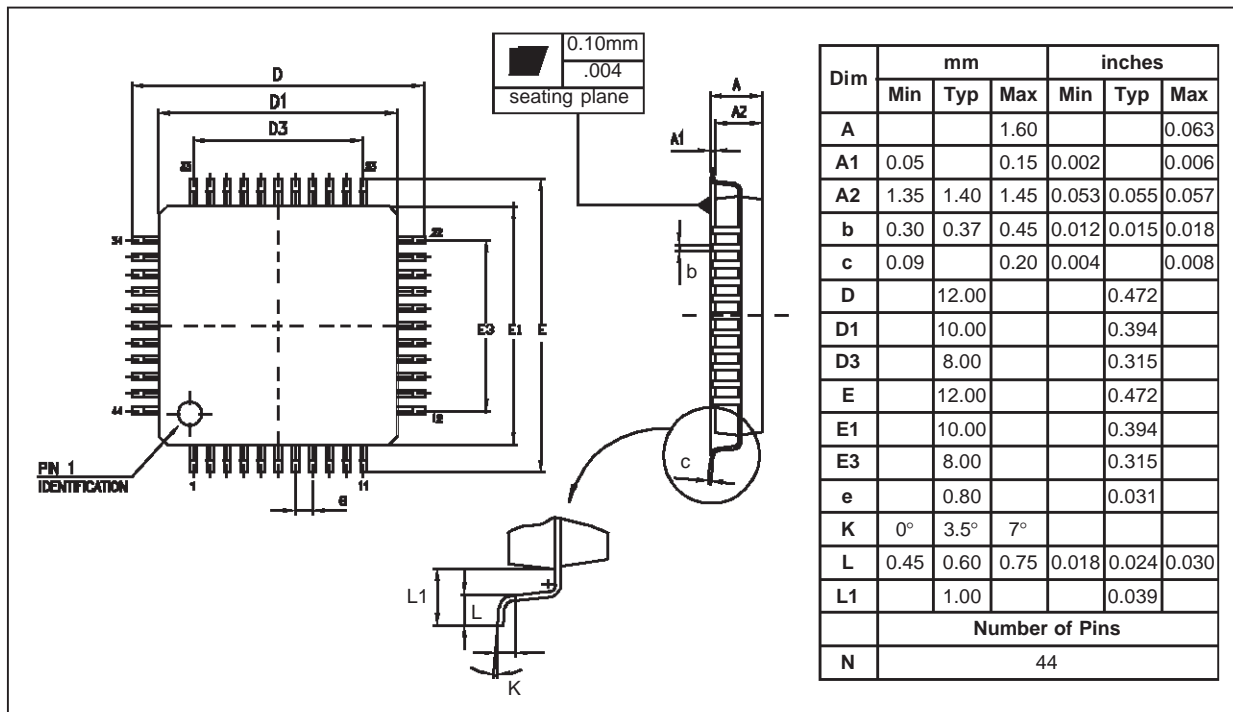 0.10mm
.004
seating plane
D
D1
D3
A
A2
A1
33
23
34
22
b
E3
E1
E
44
12
PIN 1
IDENTIFICATION
1
11
e
c
L1
L
K
Dim mm inches
Min Typ Max Min Typ Max
A 1.60 0.063
A1 0.05 0.15 0.002 0.006
A2 1.35 1.40 1.45 0.053 0.055 0.057
b 0.30 0.37 0.45 0.012 0.015 0.018
c 0.09 0.20 0.004 0.008
D 12.00 0.472
D1 10.00 0.394
D3 8.00 0.315
E 12.00 0.472
E1 10.00 0.394
E3 8.00 0.315
e 0.80 0.031
K 0° 3.5° 7°
L 0.45 0.60 0.75 0.018 0.024 0.030
L1 1.00 0.039
Number of Pins
N 44